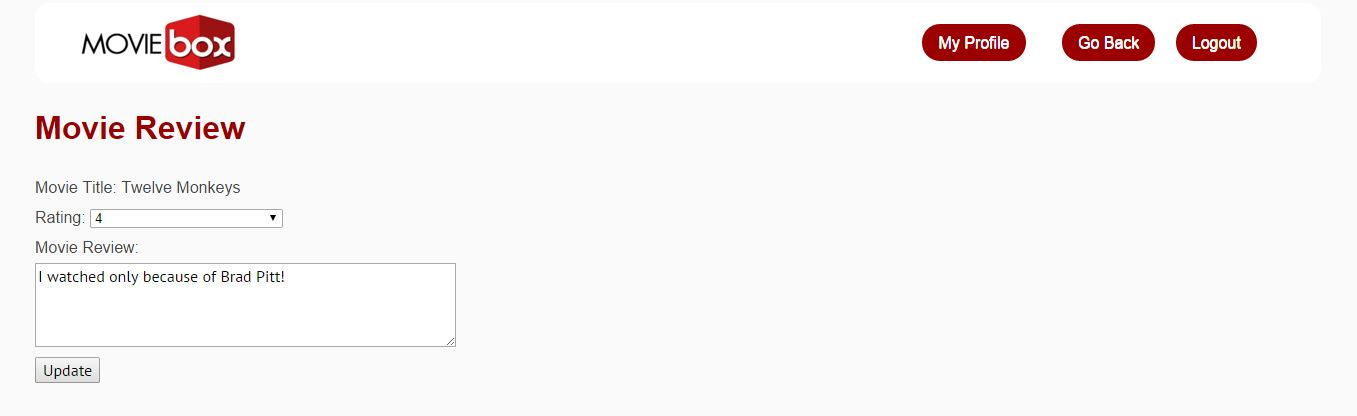 MOVIE box My Profile Go Back Logout
Movie Review
Movie Title: Twelve Monkeys
Rating: 4
Movie Review:
I watched only because of Brad Pitt!
Update